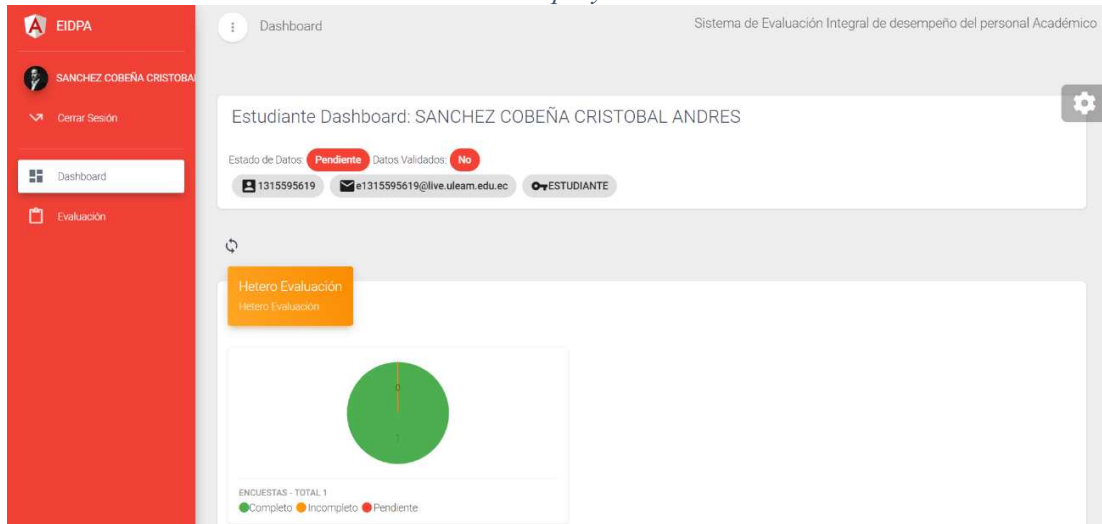 EIDPA
Dashboard
Sistema de Evaluación Integral de desempeño del personal Académico
SANCHEZ COBEÑA CRISTOBAL
Cerrar Sesión
Dashboard
Evaluación
Estudiante Dashboard: SANCHEZ COBEÑA CRISTOBAL ANDRES
Estado de Datos: Pendiente Datos Validados: No
1315595619 e1315595619@live.uleam.edu.ec ESTUDIANTE
Hetero Evaluación
Hetero Evaluación
0
1
ENCUESTAS - TOTAL 1
Completo Incompleto Pendiente